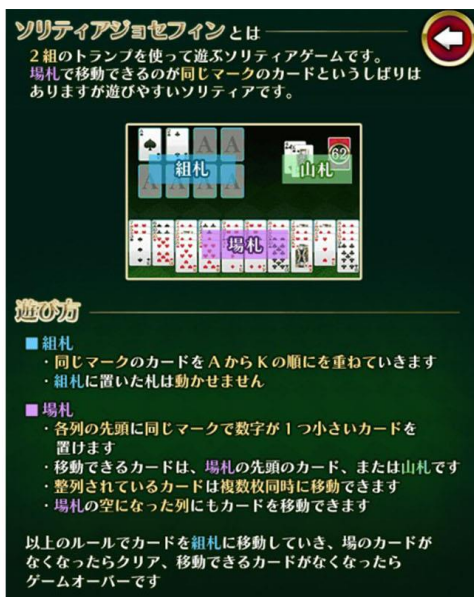 ソリティアジョセフィンとは
2組のトランプを使って遊ぶソリティアゲームです。
場札で移動できるのが同じマークのカードというしばりは
ありますが遊びやすいソリティアです。
A A
組札
山札
62
A A A A
場札
遊び方
■組札
・同じマークのカードをAからKの順にを重ねていきます
・組札に置いた札は動かせません
■場札
・各列の先頭に同じマークで数字が1つ小さいカードを
置けます
・移動できるカードは、場札の先頭のカード、または山札です
・整列されているカードは複数枚同時に移動できます
・場札の空になった列にもカードを移動できます
以上のルールでカードを組札に移動していき、場のカードが
なくなったらクリア、移動できるカードがなくなったら
ゲームオーバーです